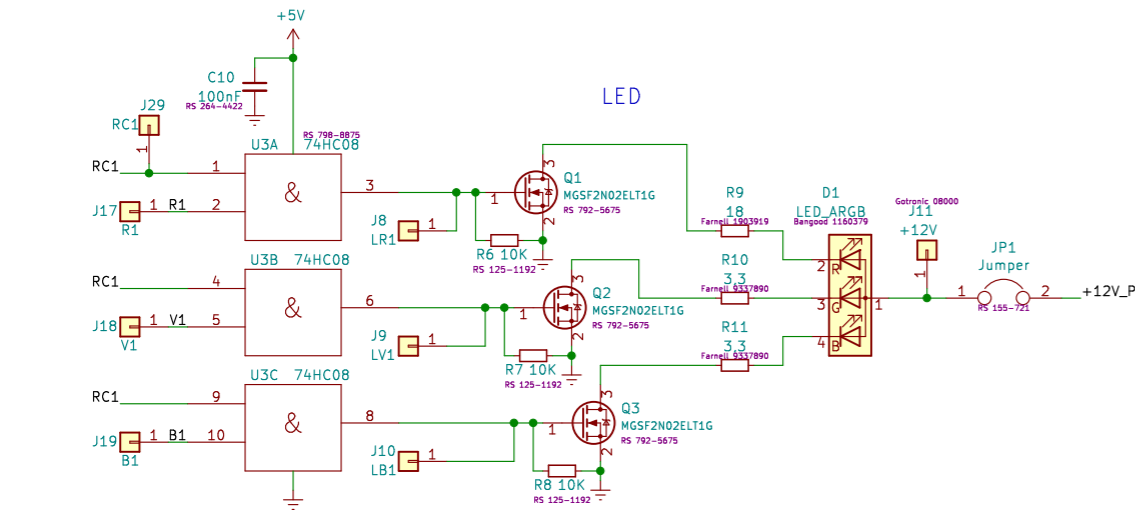 +5V
C10
100nF
RS 264-4422
LED
J29
RC1
1
RS 798-8875
U3A 74HC08
RC1
1
&
3
J17 1 R1 2
R1
3
Q1
1
MGSF2N02ELT1G
RS 792-5675
2
J8 1
LR1
R6 10K
RS 125-1192
R9
18
Farnell 1903919
D1
LED_ARGB
Bangood 1160379
Gotronic 08000
J11
+12V
1
JP1
Jumper
1 2
+12V_P
RS 155-721
2 R
3 G
4 B
1
R10
3,3
Farnell 9337890
R11
3,3
Farnell 9337890
U3B 74HC08
RC1
4
&
6
J18 1 V1 5
V1
3
Q2
1
MGSF2N02ELT1G
RS 792-5675
2
J9 1
LV1
R7 10K
RS 125-1192
U3C 74HC08
RC1
9
&
8
J19 1 B1 10
B1
3
Q3
1
MGSF2N02ELT1G
RS 792-5675
2
J10 1
LB1
R8 10K
RS 125-1192